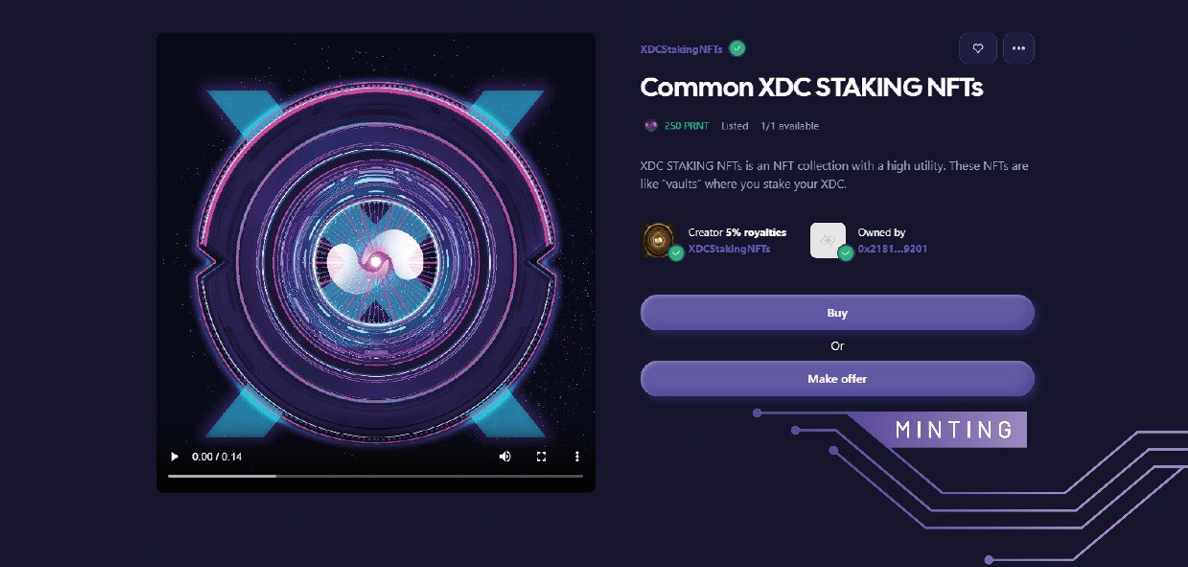 XDCStakingNFTs
Common XDC STAKING NFTs
250 PRNT Listed 1/1 available
XDC STAKING NFTs is an NFT collection with a high utility. These NFTs are
like "vaults" where you stake your XDC.
Creator 5% royalties
XDCStakingNFTs
Owned by
0x2181...9201
Buy
Or
Make offer
MINTING
0:00 / 0:14